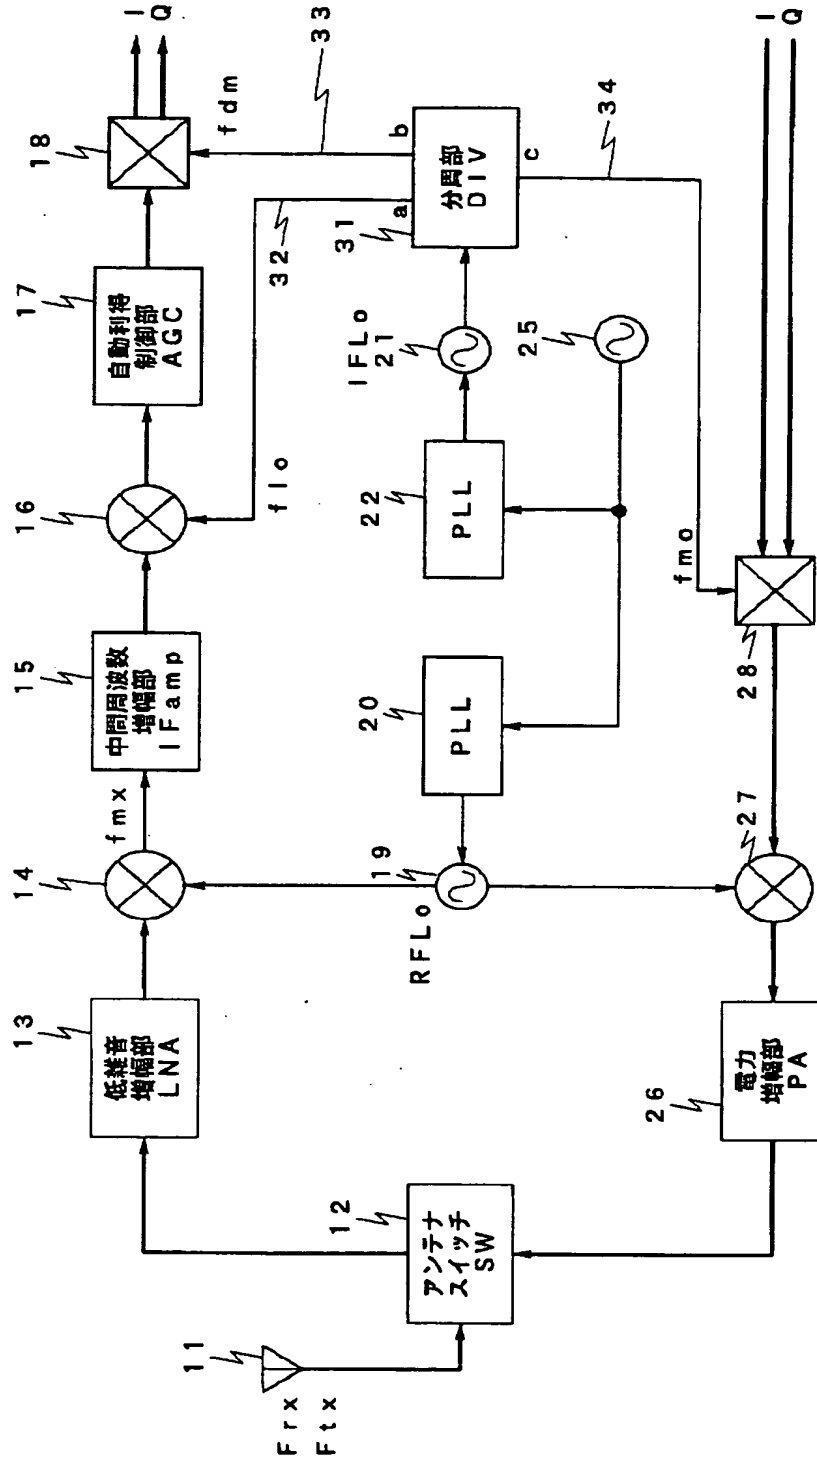 11
Frx
Ftx
12
アンテナ
スイッチ
SW
13
低雑音
増幅部
LNA
14
fmx
15
中間周波数
増幅部
IFamp
16
flo
17
自動利得
制御部
AGC
18
I
Q
fdm
33
32
RFLo
19
20
PLL
22
PLL
IFLo
21
25
31
a
b
分周部
DIV
c
34
fmo
26
電力
増幅部
PA
27
28
I
Q